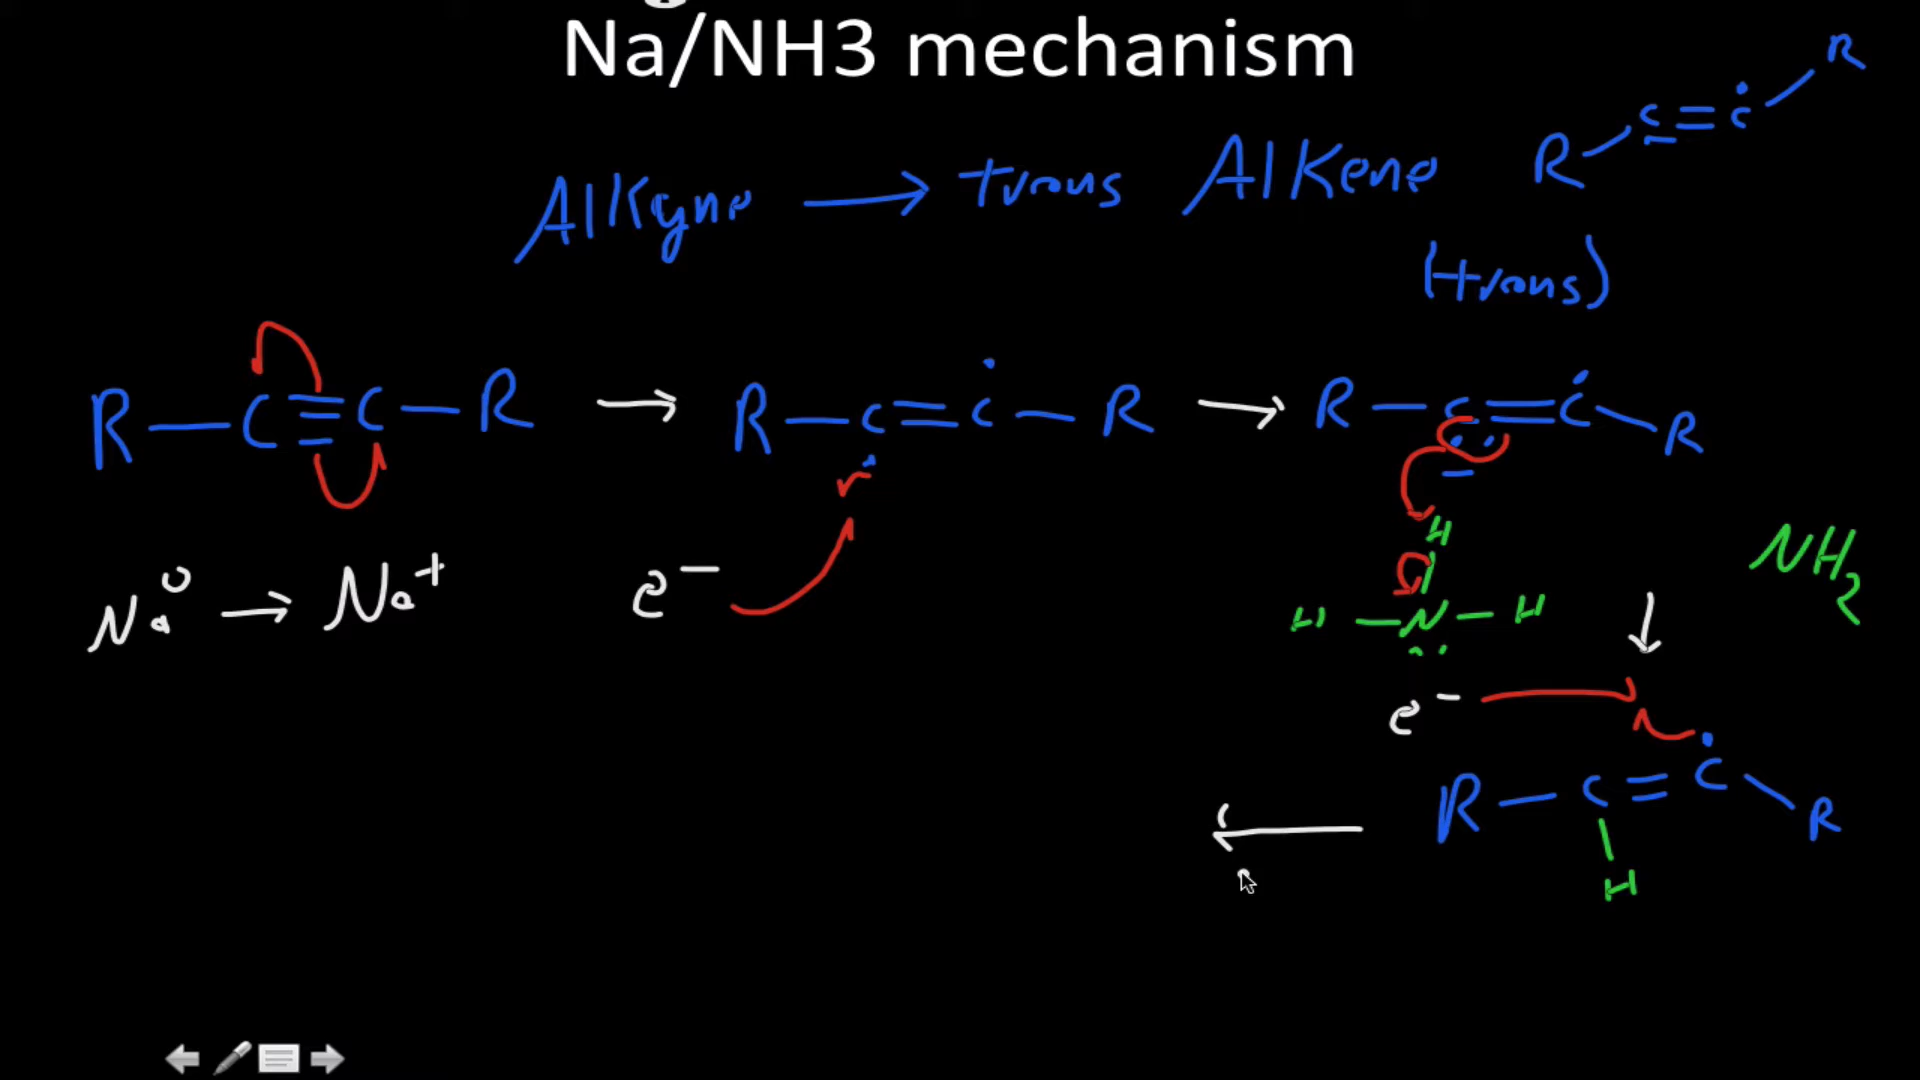 Na/NH3 mechanism
R
R C = C
Alkyne → trans Alkene
(trans)
R — C ≡ C — R → R — C = C — R → R — C = C R
H
NH2
Na⁰ → Na+ e−
H — N — H
e−
← R — C = C R
H